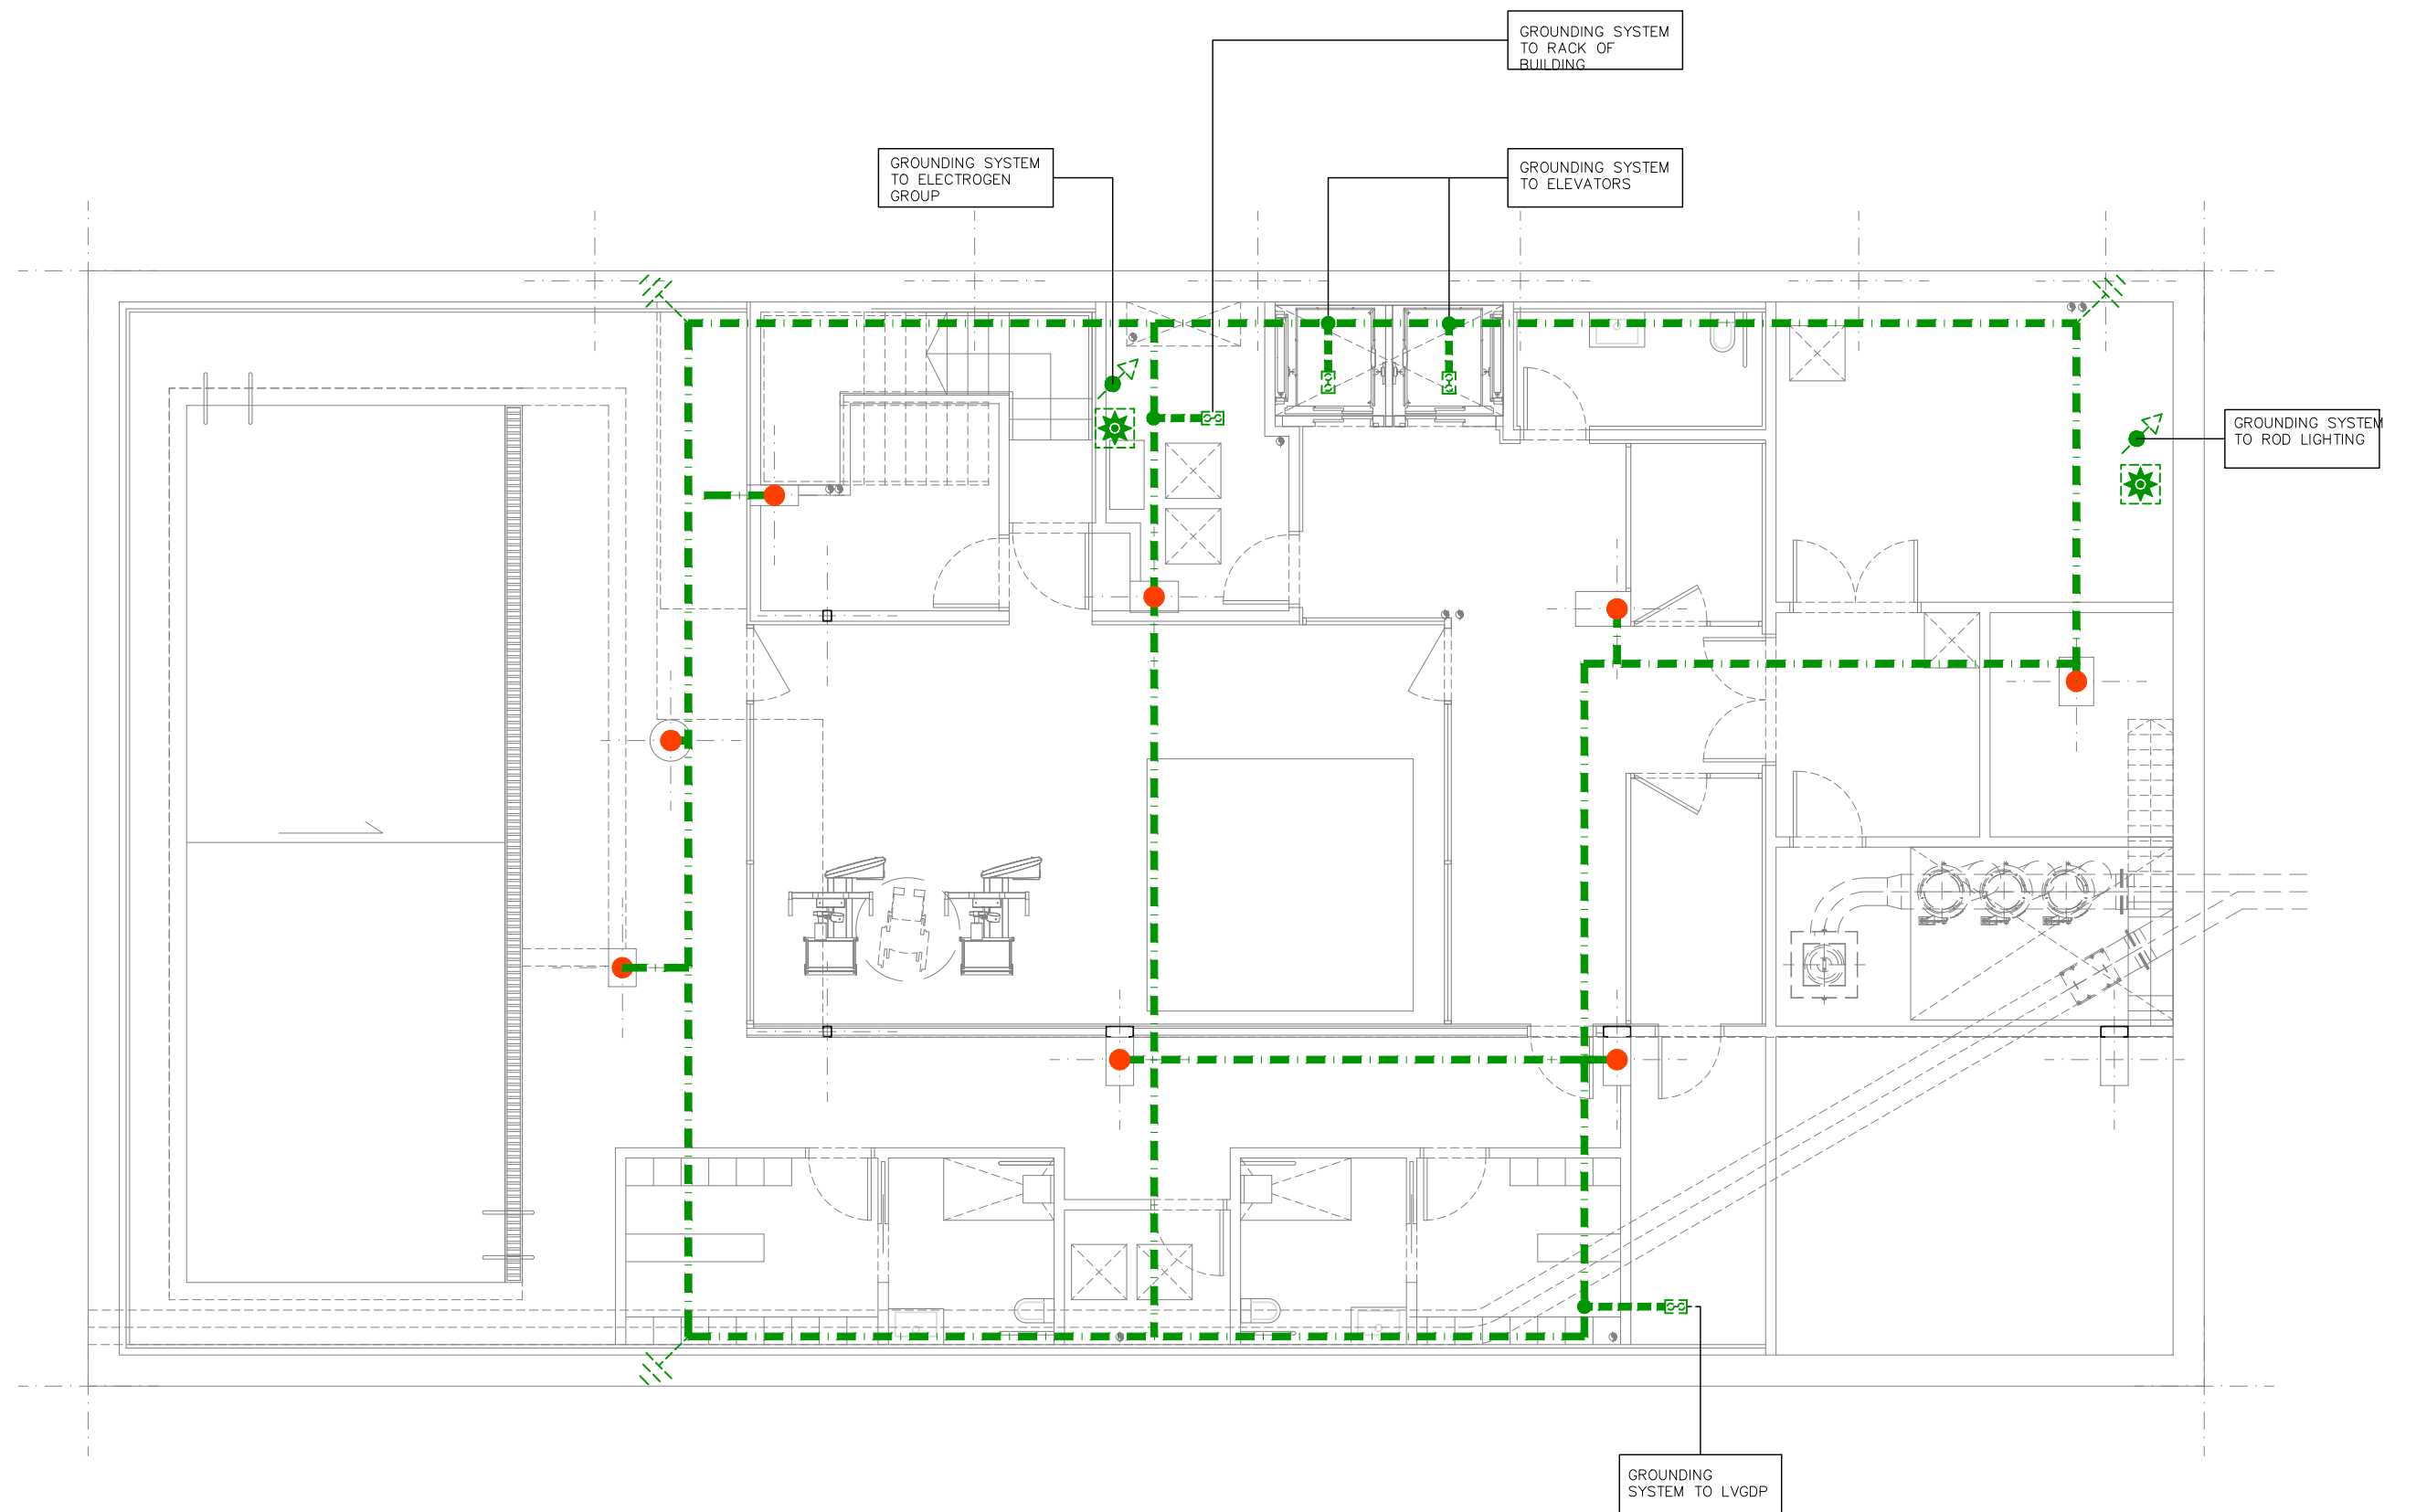 GROUNDING SYSTEM
TO RACK OF
BUILDING
GROUNDING SYSTEM
TO ELECTROGEN
GROUP
GROUNDING SYSTEM
TO ELEVATORS
GROUNDING SYSTEM
TO ROD LIGHTING
GROUNDING
SYSTEM TO LVGDP